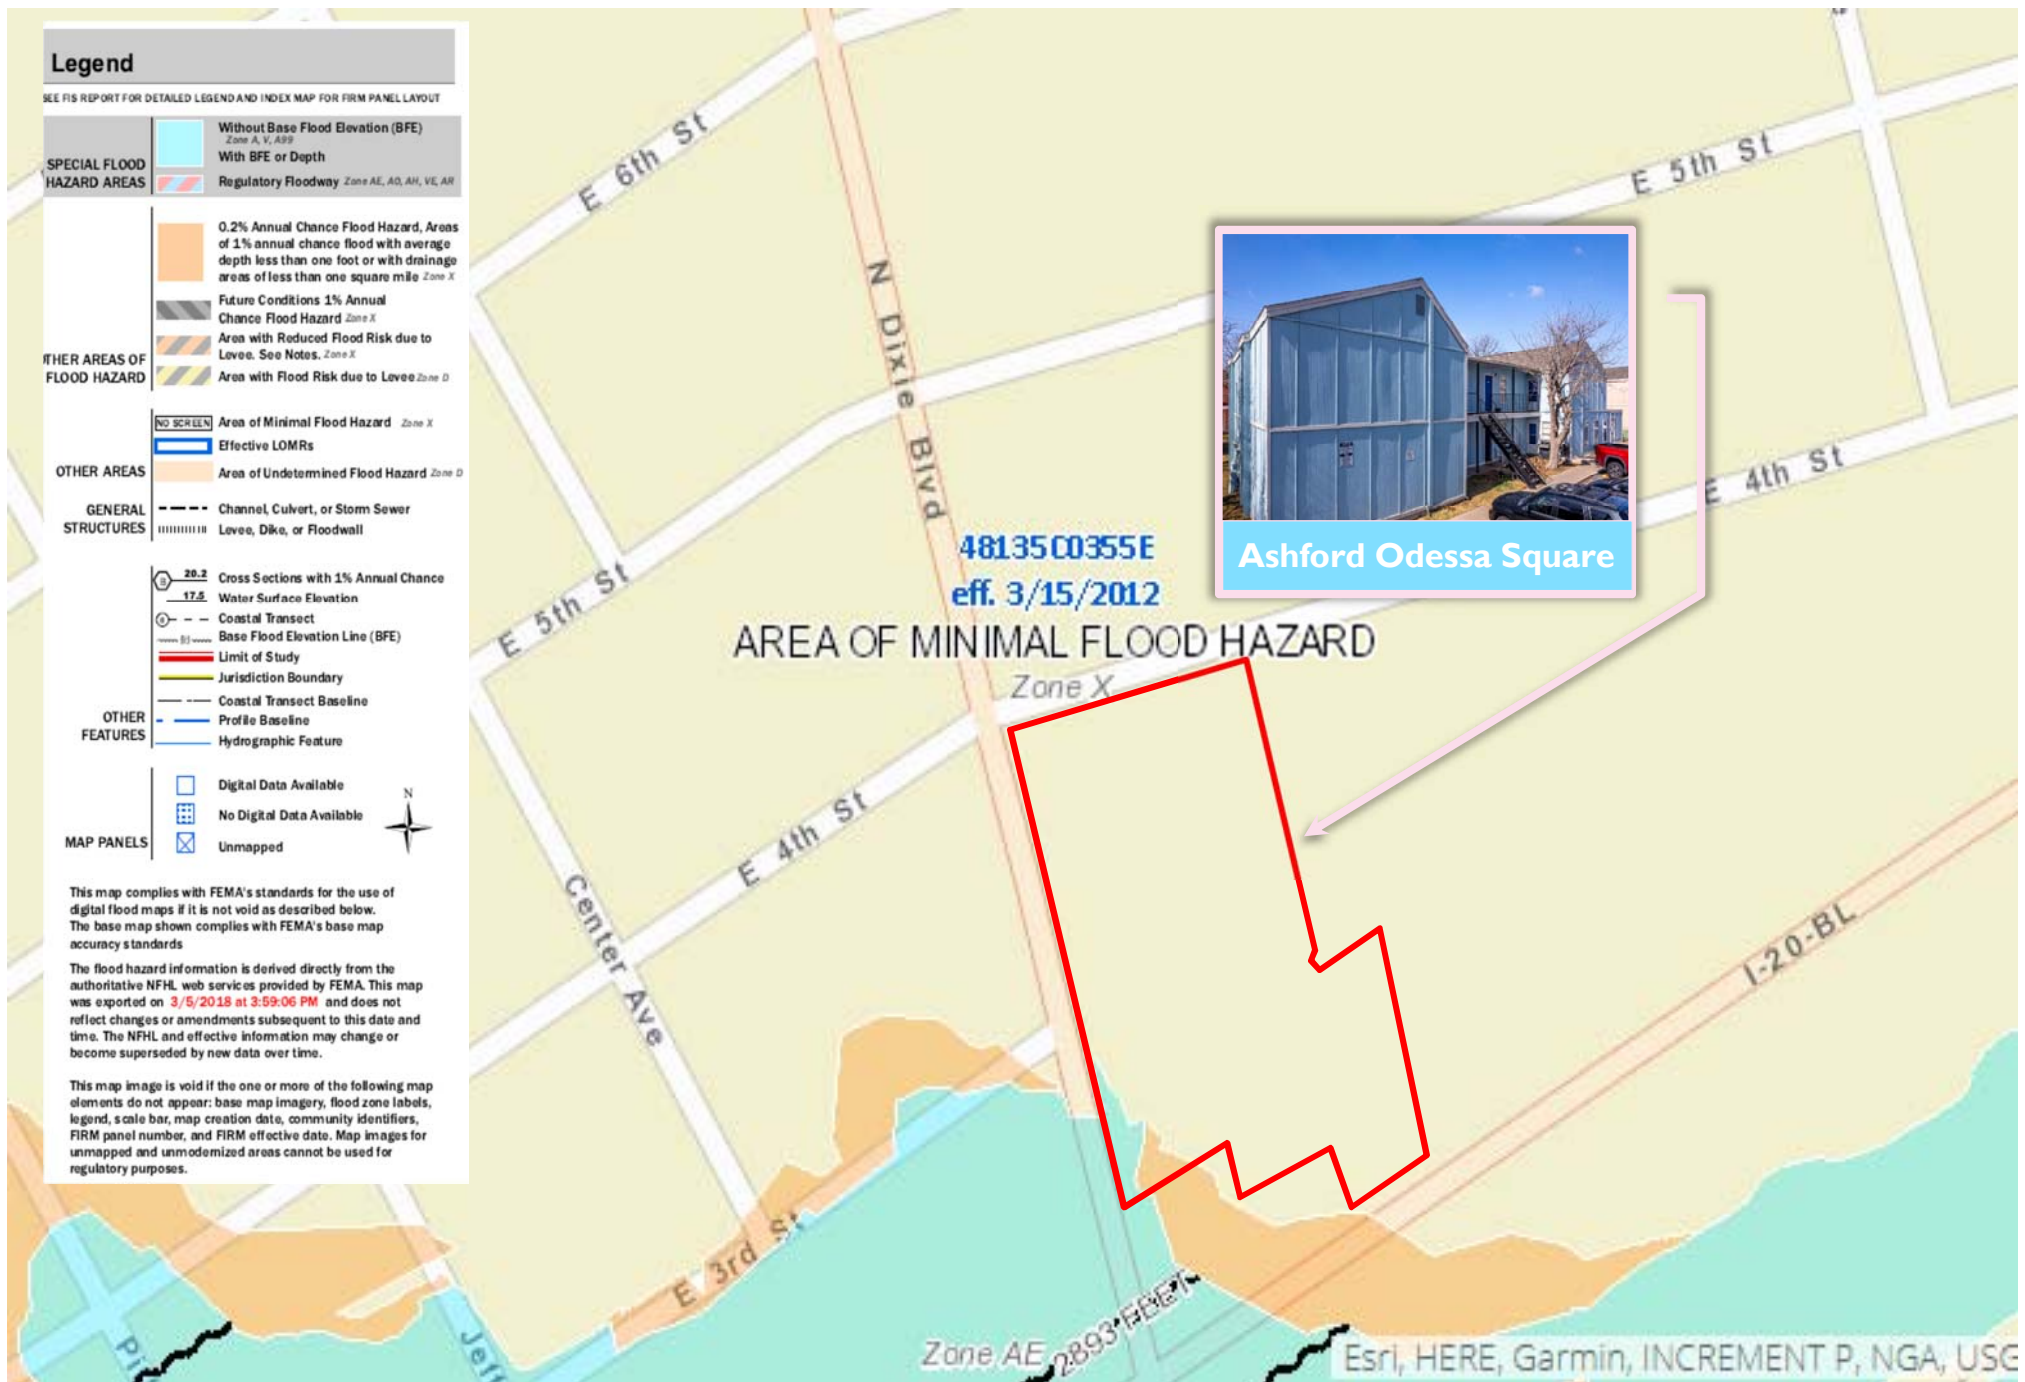 Legend
SEE FIS REPORT FOR DETAILED LEGEND AND INDEX MAP FOR FIRM PANEL LAYOUT
SPECIAL FLOOD
HAZARD AREAS
Without Base Flood Elevation (BFE)
Zone A, V, A99
With BFE or Depth
Regulatory Floodway Zone AE, AO, AH, VE, AR
THER AREAS OF
FLOOD HAZARD
0.2% Annual Chance Flood Hazard, Areas
of 1% annual chance flood with average
depth less than one foot or with drainage
areas of less than one square mile Zone X
Future Conditions 1% Annual
Chance Flood Hazard Zone X
Area with Reduced Flood Risk due to
Levee. See Notes. Zone X
Area with Flood Risk due to Levee Zone D
OTHER AREAS
NO SCREEN Area of Minimal Flood Hazard Zone X
Effective LOMRs
Area of Undetermined Flood Hazard Zone D
GENERAL
STRUCTURES
Channel, Culvert, or Storm Sewer
Levee, Dike, or Floodwall
OTHER
FEATURES
20.2 Cross Sections with 1% Annual Chance
17.5 Water Surface Elevation
Coastal Transect
Base Flood Elevation Line (BFE)
Limit of Study
Jurisdiction Boundary
Coastal Transect Baseline
Profile Baseline
Hydrographic Feature
MAP PANELS
Digital Data Available
No Digital Data Available
Unmapped
N
This map complies with FEMA's standards for the use of
digital flood maps if it is not void as described below.
The base map shown complies with FEMA's base map
accuracy standards
The flood hazard information is derived directly from the
authoritative NFHL web services provided by FEMA. This map
was exported on 3/5/2018 at 3:59:06 PM and does not
reflect changes or amendments subsequent to this date and
time. The NFHL and effective information may change or
become superseded by new data over time.
This map image is void if the one or more of the following map
elements do not appear: base map imagery, flood zone labels,
legend, scale bar, map creation date, community identifiers,
FIRM panel number, and FIRM effective date. Map images for
unmapped and unmodernized areas cannot be used for
regulatory purposes.
E 6th St
E 5th St
N Dixie Blvd
Ashford Odessa Square
E 4th St
48135C0355E
eff. 3/15/2012
E 5th St
AREA OF MINIMAL FLOOD HAZARD
Zone X
E 4th St
Center Ave
I-20-BL
E 3rd St
Jeff
Zone AE
2893 FEET
Esri, HERE, Garmin, INCREMENT P, NGA, USG